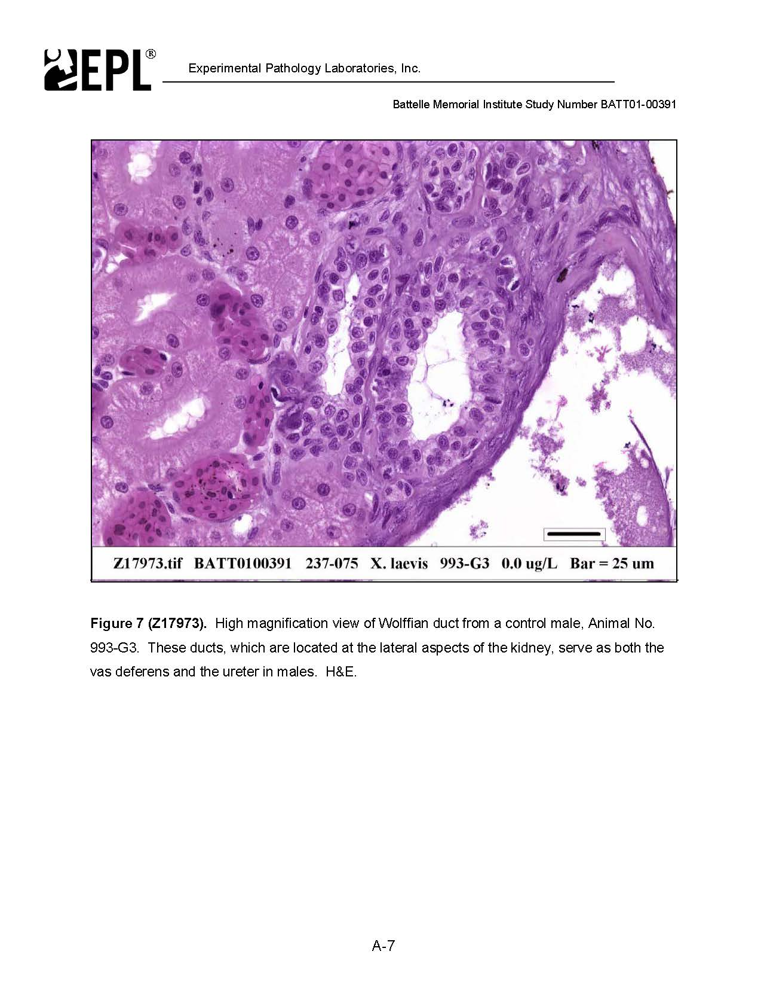 EPL®
Experimental Pathology Laboratories, Inc.
Battelle Memorial Institute Study Number BATT01-00391
Z17973.tif BATT0100391 237-075 X. laevis 993-G3 0.0 ug/L Bar = 25 um
Figure 7 (Z17973). High magnification view of Wolffian duct from a control male, Animal No.
993-G3. These ducts, which are located at the lateral aspects of the kidney, serve as both the
vas deferens and the ureter in males. H&E.
A-7